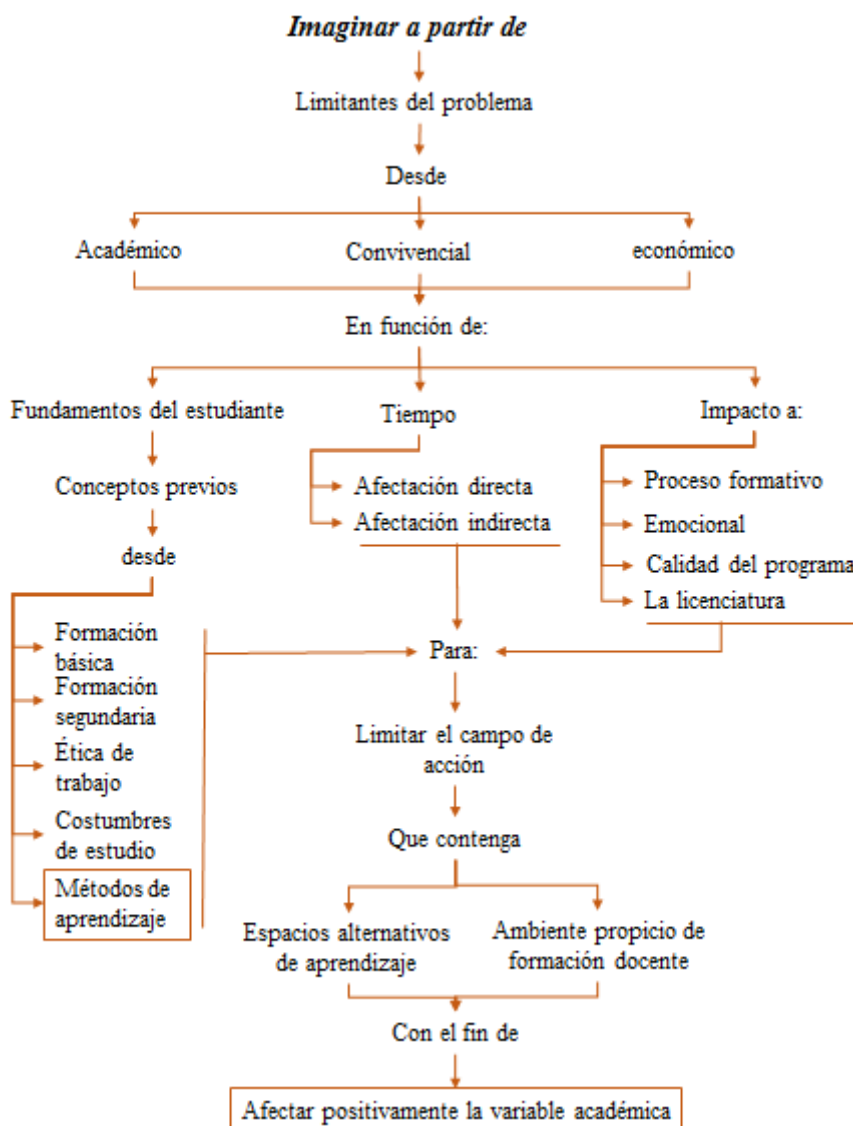 Imaginar a partir de
Limitantes del problema
Desde
Académico
Convivencial
económico
En función de:
Fundamentos del estudiante
Tiempo
Impacto a:
Conceptos previos
desde
Afectación directa
Afectación indirecta
Proceso formativo
Emocional
Calidad del programa
La licenciatura
Formación
básica
Formación
segundaria
Ética de
trabajo
Costumbres
de estudio
Métodos de
aprendizaje
Para:
Limitar el campo de
acción
Que contenga
Espacios alternativos
de aprendizaje
Ambiente propicio de
formación docente
Con el fin de
Afectar positivamente la variable académica